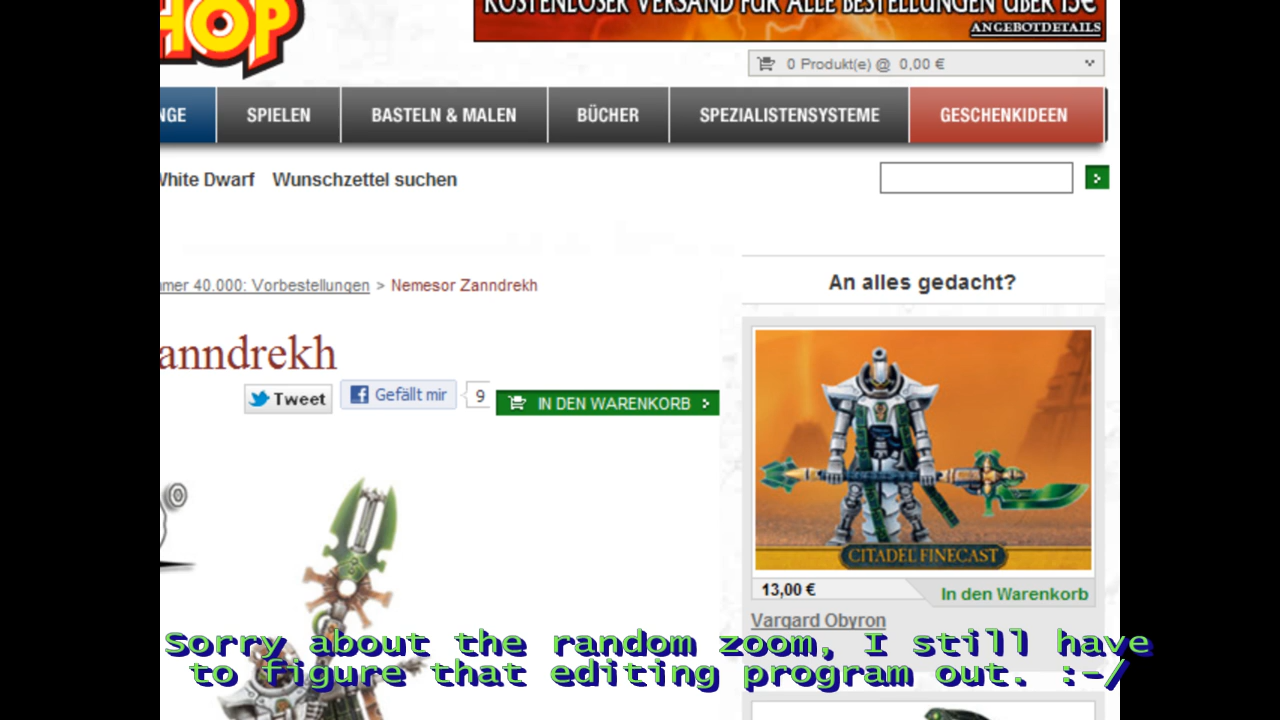 HOP
KOSTENLOSER VERSAND FÜR ALLE BESTELLUNGEN ÜBER 15€
ANGEBOTDETAILS
0 Produkt(e) @ 0,00 €
NGE SPIELEN BASTELN & MALEN BÜCHER SPEZIALISTENSYSTEME GESCHENKIDEEN
White Dwarf Wunschzettel suchen
mmer 40.000: Vorbestellungen > Nemesor Zanndrekh
An alles gedacht?
anndrekh
Tweet Gefällt mir 9 IN DEN WARENKORB
CITADEL FINECAST
13,00 € In den Warenkorb
Vargard Obyron
Sorry about the random zoom, I still have
to figure that editing program out. :-/